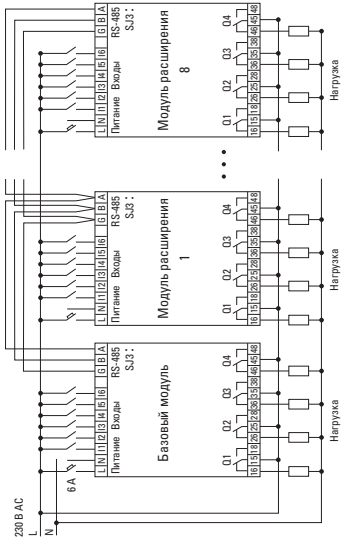 230 В AC
L
N
6 A
L N I1 I2 I3 I4 I5 I6 G B A
Питание Входы RS-485
SJ3:
Базовый модуль
Q1 Q2 Q3 Q4
16 15 18 26 25 28 36 35 38 46 45 48
Нагрузка
L N I1 I2 I3 I4 I5 I6 G B A
Питание Входы RS-485
SJ3:
Модуль расширения
1
Q1 Q2 Q3 Q4
16 15 18 26 25 28 36 35 38 46 45 48
Нагрузка
L N I1 I2 I3 I4 I5 I6 G B A
Питание Входы RS-485
SJ3:
Модуль расширения
8
Q1 Q2 Q3 Q4
16 15 18 26 25 28 36 35 38 46 45 48
Нагрузка